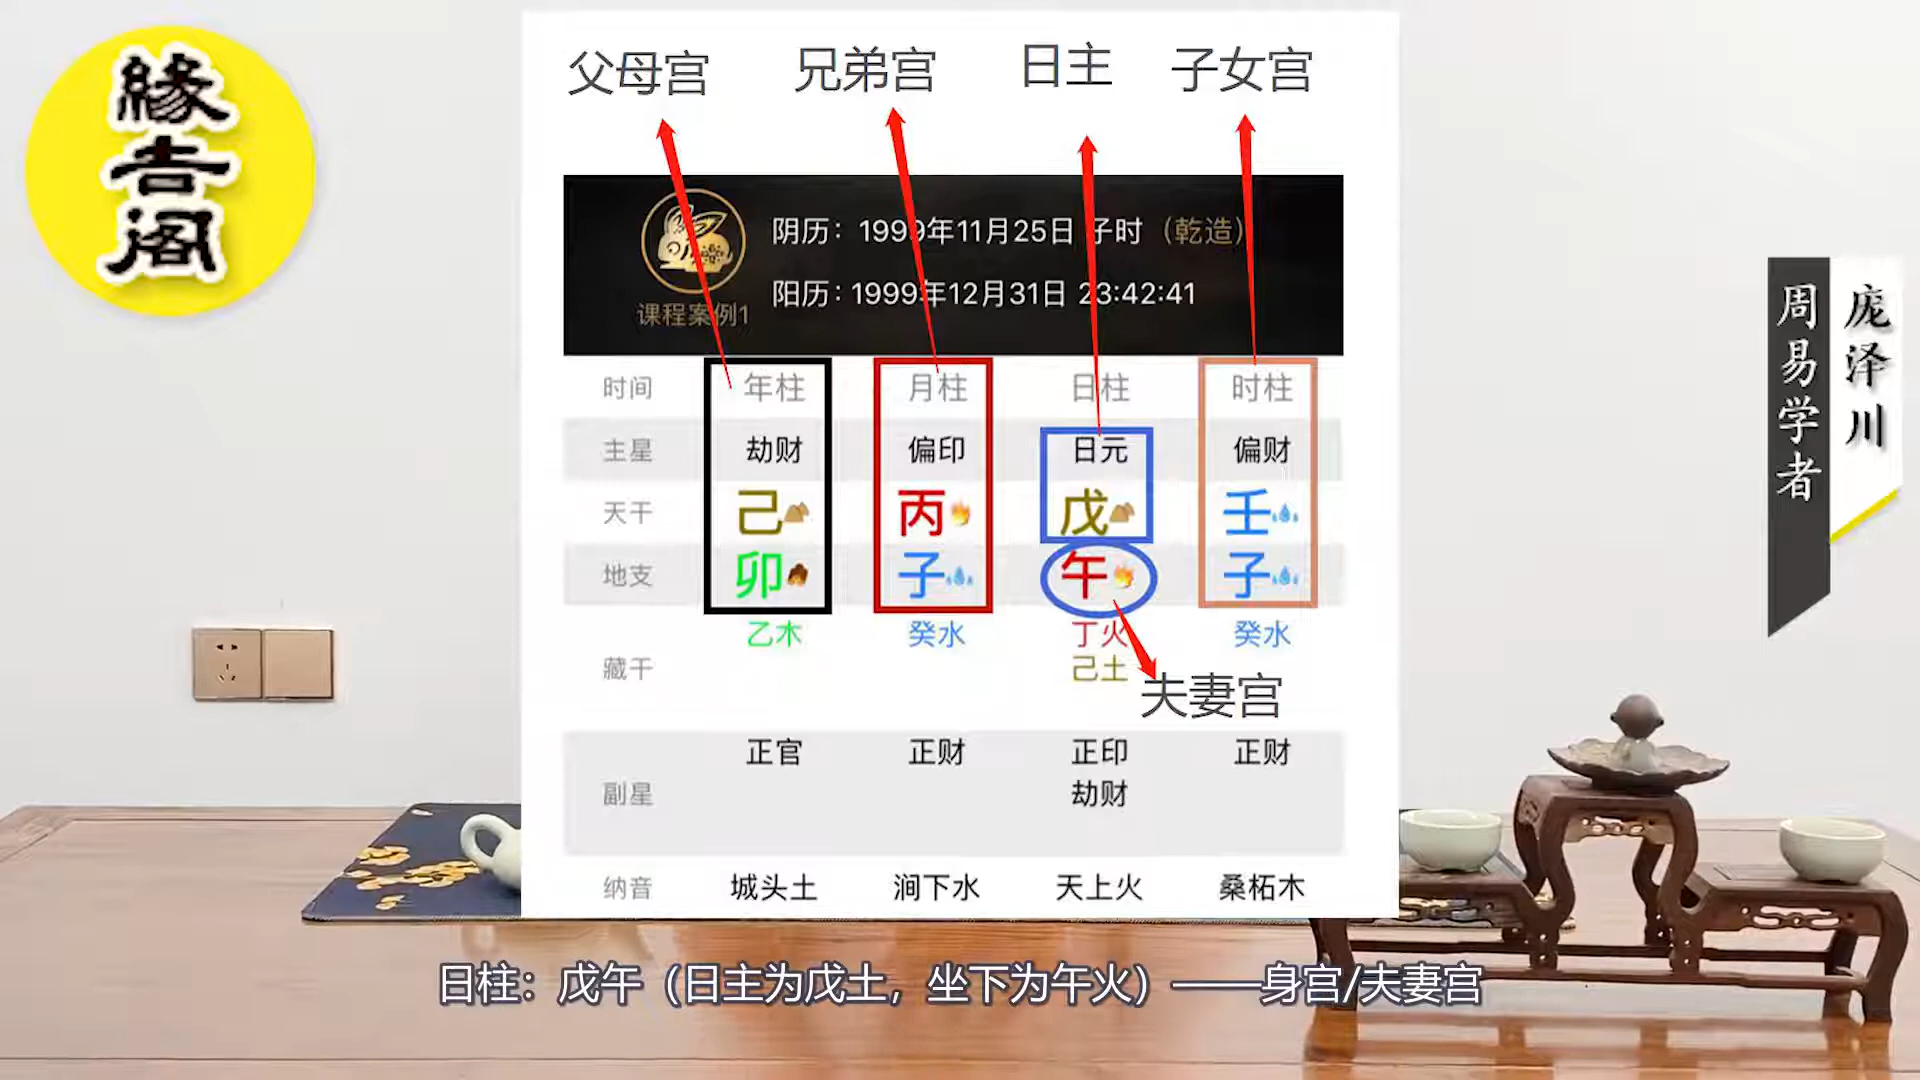 緣吉阁
父母宫 兄弟宫 日主 子女宫
阴历：1999年11月25日 子时（乾造）
阳历：1999年12月31日 23:42:41
课程案例1
时间 年柱 月柱 日柱 时柱
主星 劫财 偏印 日元 偏财
天干 己 丙 戊 壬
地支 卯 子 午 子
藏干 乙木 癸水 丁火 癸水
己土
夫妻宫
副星 正官 正财 正印 正财
劫财
纳音 城头土 涧下水 天上火 桑柘木
庞泽川
周易学者
日柱：戊午（日主为戊土，坐下为午火）——身宫/夫妻宫